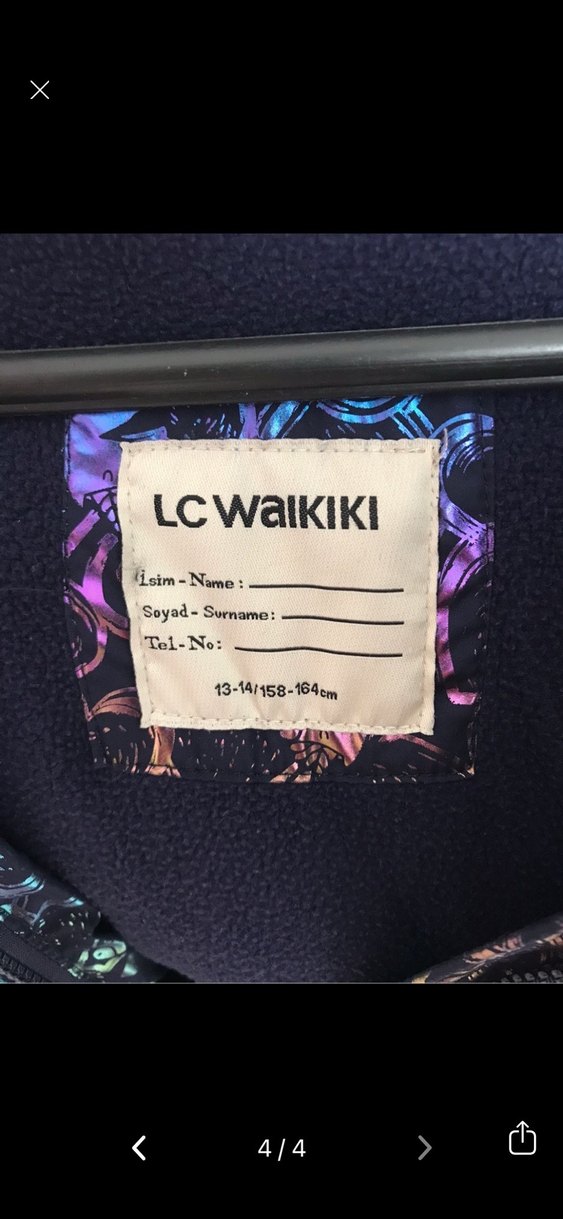 LC WAIKIKI
İsim - Name :
Soyad - Surname:
Tel - No:
13-14/158-164cm
4 / 4